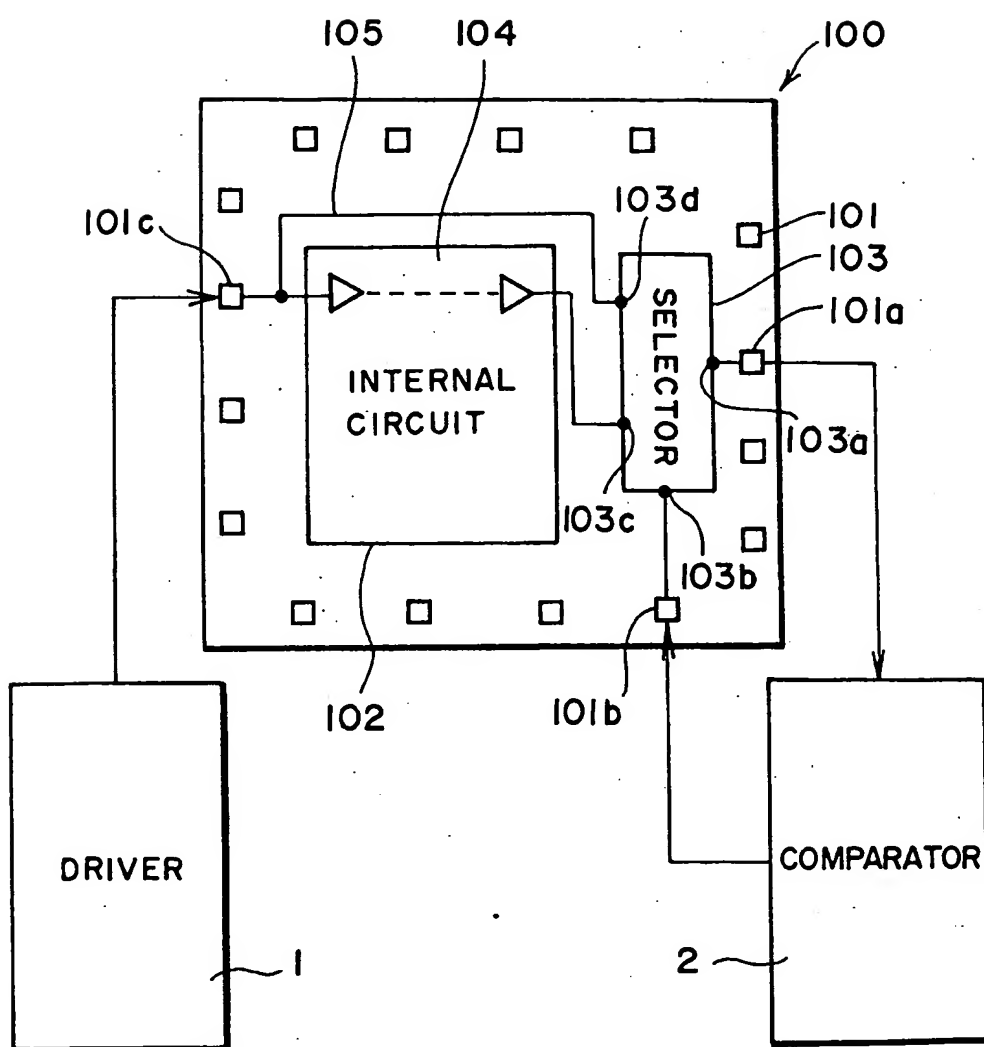 105
104
100
101c
103d
101
103
101a
SELECTOR
INTERNAL
CIRCUIT
103a
103c
103b
102
101b
DRIVER
COMPARATOR
1
2